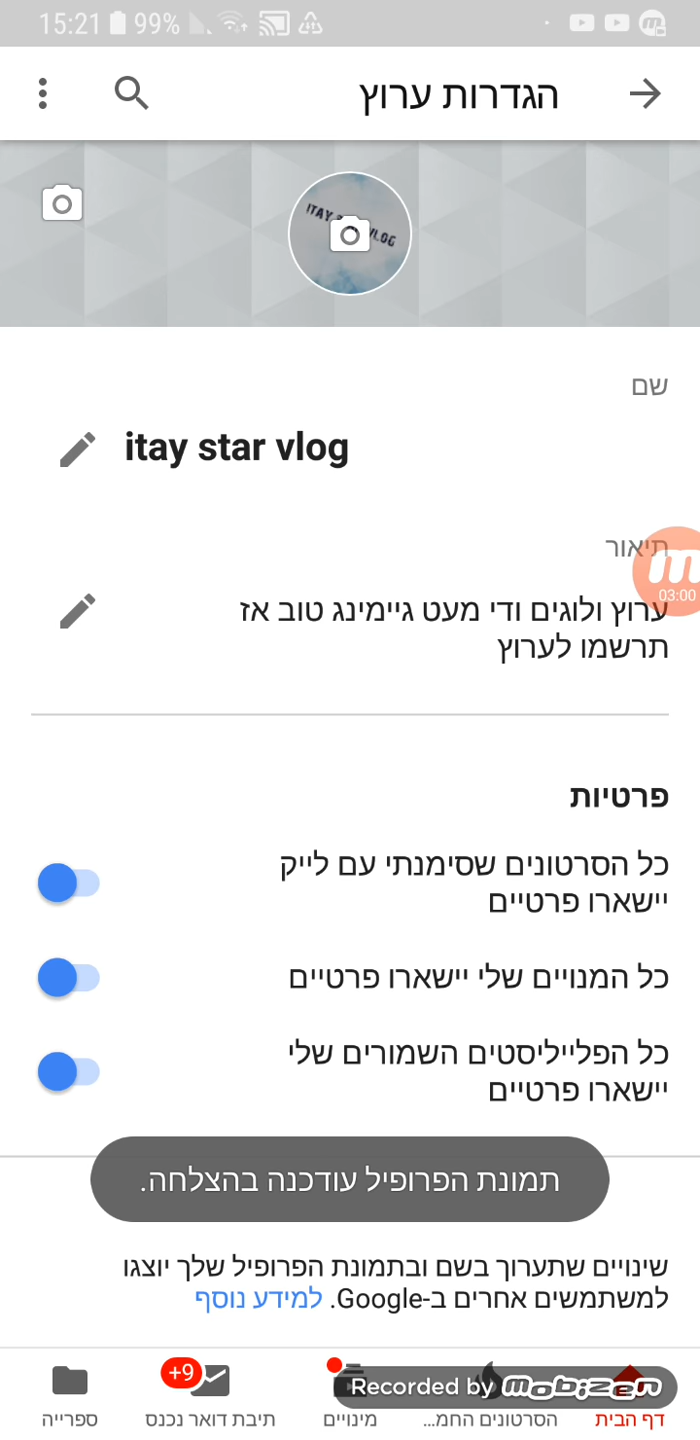 15:21 99%
הגדרות ערוץ
ITAY VLOG
שם
itay star vlog
תיאור
03:00
ערוץ ולוגים ודי מעט גיימינג טוב אז
תרשמו לערוץ
פרטיות
כל הסרטונים שסימנתי עם לייק
יישארו פרטיים
כל המנויים שלי יישארו פרטיים
כל הפלייליסטים השמורים שלי
יישארו פרטיים
תמונת הפרופיל עודכנה בהצלחה.
שינויים שתערוך בשם ובתמונת הפרופיל שלך יוצגו
למשתמשים אחרים ב-Google. למידע נוסף
9+
Recorded by mobizen
דף הבית
הסרטונים החמ...
מינויים
תיבת דואר נכנס
ספרייה